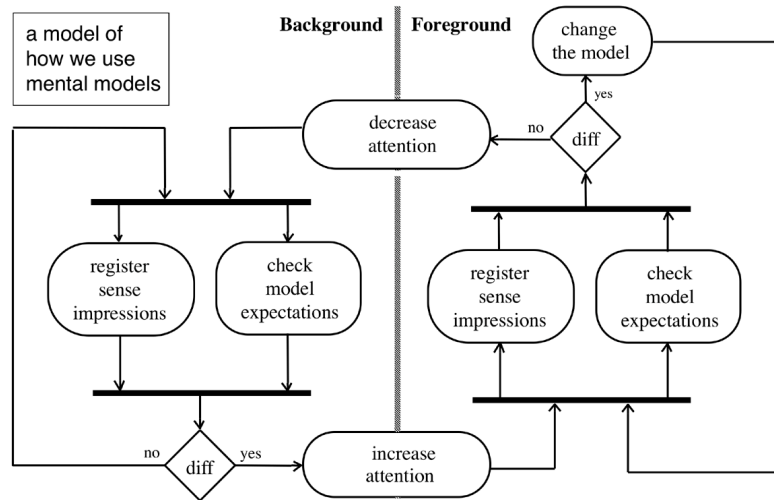 a model of
how we use
mental models
Background
Foreground
change
the model
yes
no
diff
decrease
attention
register
sense
impressions
check
model
expectations
register
sense
impressions
check
model
expectations
no
diff
yes
increase
attention